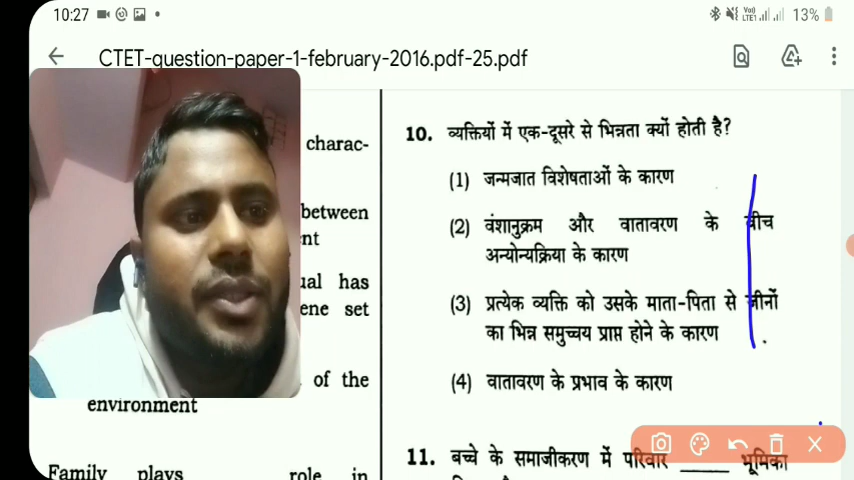 10:27
Vo)) LTE1 13%
CTET-question-paper-1-february-2016.pdf-25.pdf
charac-
between
nt
ual has
ene set
of the
environment
Family plays role in
10. व्यक्तियों में एक-दूसरे से भिन्नता क्यों होती है?
(1) जन्मजात विशेषताओं के कारण
(2) वंशानुक्रम और वातावरण के बीच
अन्योन्यक्रिया के कारण
(3) प्रत्येक व्यक्ति को उसके माता-पिता से जीनों
का भिन्न समुच्चय प्राप्त होने के कारण
(4) वातावरण के प्रभाव के कारण
11. बच्चे के समाजीकरण में परिवार _____ भूमिका